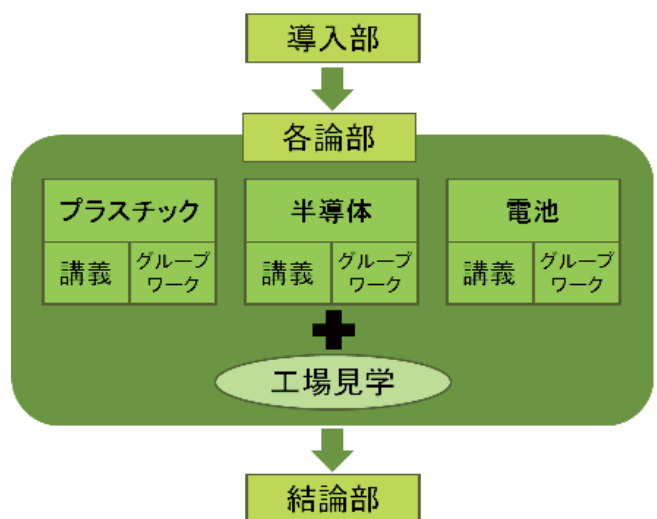 導入部
各論部
プラスチック
講義
グループ
ワーク
半導体
講義
グループ
ワーク
電池
講義
グループ
ワーク
工場見学
結論部